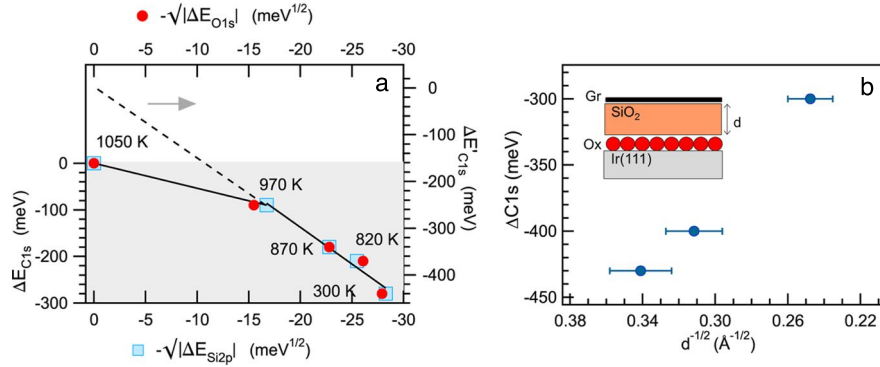 -√|ΔE_O1s| (meV^1/2)
0 -5 -10 -15 -20 -25 -30
a
1050 K
970 K
870 K
820 K
300 K
0
-100
-200
-300
ΔE_C1s (meV)
0
-100
-200
-300
-400
ΔE'_C1s (meV)
0 -5 -10 -15 -20 -25 -30
-√|ΔE_Si2p| (meV^1/2)
b
-300
-350
-400
-450
ΔC1s (meV)
Gr
SiO₂
d
Ox
Ir(111)
0.38 0.34 0.30 0.26 0.22
d^-1/2 (Å^-1/2)